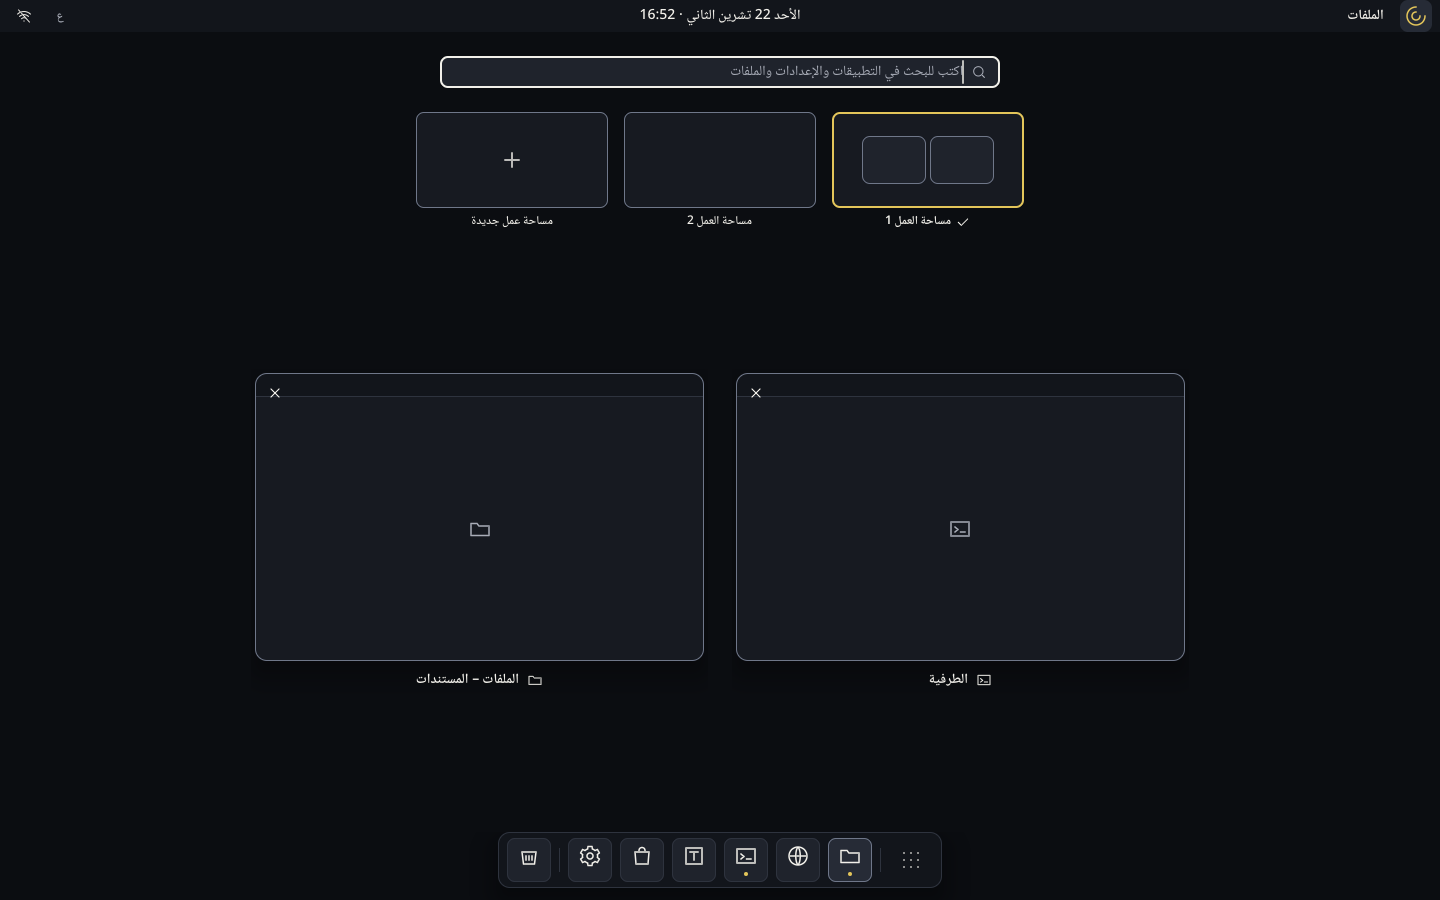 الملفات
الأحد 22 تشرين الثاني · 16:52
ع
اكتب للبحث في التطبيقات والإعدادات والملفات
مساحة العمل 1
مساحة العمل 2
مساحة عمل جديدة
الطرفية
الملفات – المستندات